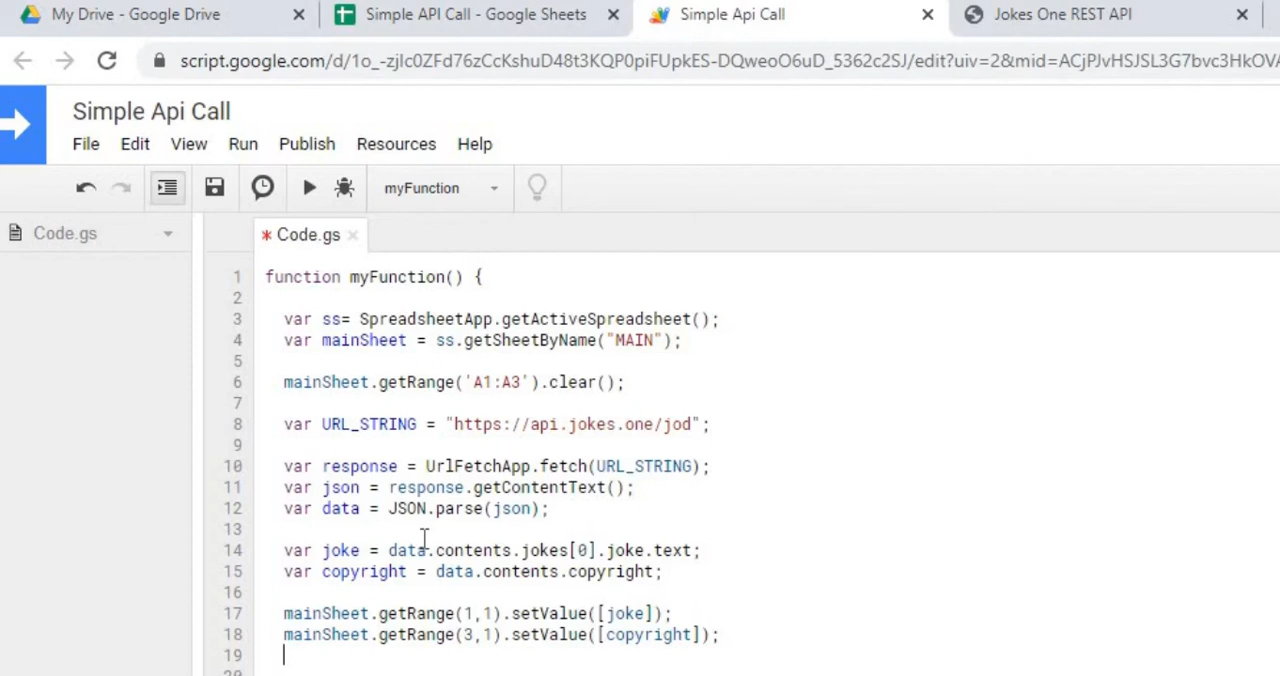 My Drive - Google Drive
Simple API Call - Google Sheets
Simple Api Call
Jokes One REST API
script.google.com/d/1o_-zjlc0ZFd76zCcKshuD48t3KQP0piFUpkES-DQweoO6uD_5362c2SJ/edit?uiv=2&mid=ACjPJvHSJSL3G7bvc3HkOVA
Simple Api Call
File Edit View Run Publish Resources Help
myFunction
Code.gs
* Code.gs
1 function myFunction() {
2
3 var ss= SpreadsheetApp.getActiveSpreadsheet();
4 var mainSheet = ss.getSheetByName("MAIN");
5
6 mainSheet.getRange('A1:A3').clear();
7
8 var URL_STRING = "https://api.jokes.one/jod";
9
10 var response = UrlFetchApp.fetch(URL_STRING);
11 var json = response.getContentText();
12 var data = JSON.parse(json);
13
14 var joke = data.contents.jokes[0].joke.text;
15 var copyright = data.contents.copyright;
16
17 mainSheet.getRange(1,1).setValue([joke]);
18 mainSheet.getRange(3,1).setValue([copyright]);
19
20